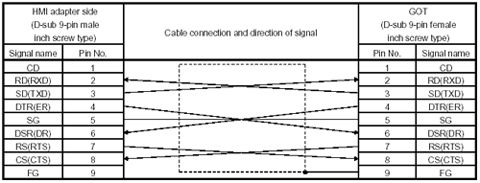 HMI adapter side
(D-sub 9-pin male
inch screw type)
Cable connection and direction of signal
GOT
(D-sub 9-pin female
inch screw type)
Signal name Pin No. Pin No. Signal name
CD 1 1 CD
RD(RXD) 2 2 RD(RXD)
SD(TXD) 3 3 SD(TXD)
DTR(ER) 4 4 DTR(ER)
SG 5 5 SG
DSR(DR) 6 6 DSR(DR)
RS(RTS) 7 7 RS(RTS)
CS(CTS) 8 8 CS(CTS)
FG 9 9 FG